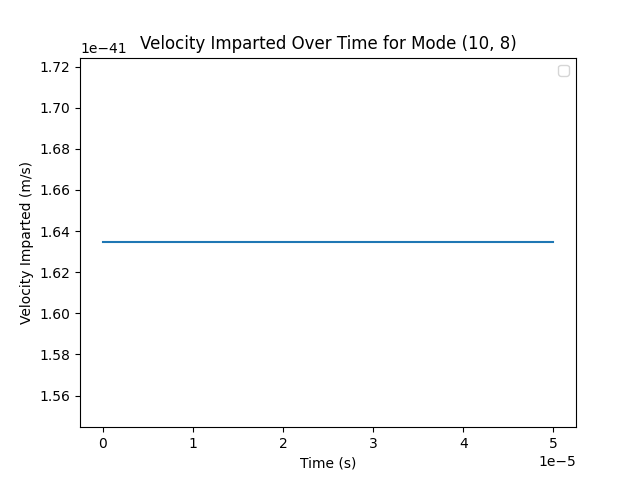 Velocity Imparted Over Time for Mode (10, 8)
1e−41
1.72
1.70
1.68
1.66
1.64
1.62
1.60
1.58
1.56
Velocity Imparted (m/s)
0 1 2 3 4 5
1e−5
Time (s)